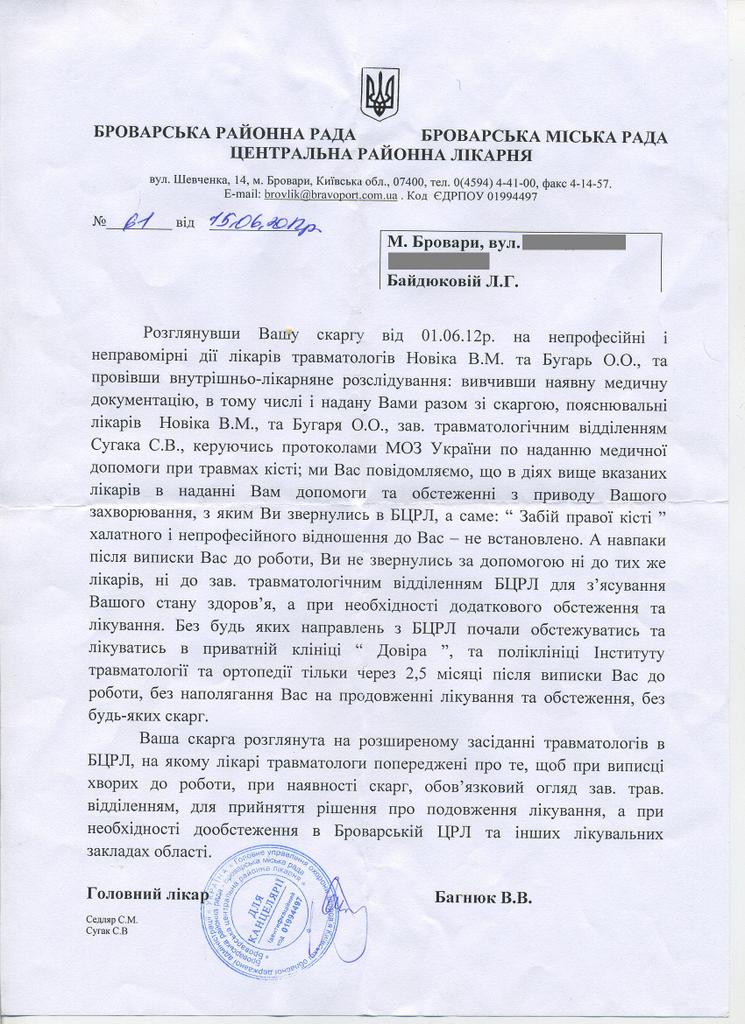 БРОВАРСЬКА РАЙОННА РАДА БРОВАРСЬКА МІСЬКА РАДА
ЦЕНТРАЛЬНА РАЙОННА ЛІКАРНЯ
вул. Шевченка, 14, м. Бровари, Київська обл., 07400, тел. 0(4594) 4-41-00, факс 4-14-57.
E-mail: brovlik@bravoport.com.ua . Код ЄДРПОУ 01994497
№ 61 від 15.06.2012р.
М. Бровари, вул.
Байдюковій Л.Г.
Розглянувши Вашу скаргу від 01.06.12р. на непрофесійні і
неправомірні дії лікарів травматологів Новіка В.М. та Бугарь О.О., та
провівши внутрішньо-лікарняне розслідування: вивчивши наявну медичну
документацію, в тому числі і надану Вами разом зі скаргою, пояснювальні
лікарів Новіка В.М., та Бугаря О.О., зав. травматологічним відділенням
Сугака С.В., керуючись протоколами МОЗ України по наданню медичної
допомоги при травмах кісті; ми Вас повідомляємо, що в діях вище вказаних
лікарів в наданні Вам допомоги та обстеженні з приводу Вашого
захворювання, з яким Ви звернулись в БЦРЛ, а саме: “ Забій правої кісті ”
халатного і непрофесійного відношення до Вас – не встановлено. А навпаки
після виписки Вас до роботи, Ви не звернулись за допомогою ні до тих же
лікарів, ні до зав. травматологічним відділенням БЦРЛ для з’ясування
Вашого стану здоров’я, а при необхідності додаткового обстеження та
лікування. Без будь яких направлень з БЦРЛ почали обстежуватись та
лікуватись в приватній клініці “ Довіра ”, та поліклініці Інституту
травматології та ортопедії тільки через 2,5 місяці після виписки Вас до
роботи, без наполягання Вас на продовженні лікування та обстеження, без
будь-яких скарг.
Ваша скарга розглянута на розширеному засіданні травматологів в
БЦРЛ, на якому лікарі травматологи попереджені про те, щоб при виписці
хворих до роботи, при наявності скарг, обов’язковий огляд зав. трав.
відділенням, для прийняття рішення про подовження лікування, а при
необхідності дообстеження в Броварській ЦРЛ та інших лікувальних
закладах області.
Головний лікар Багнюк В.В.
Седляр С.М.
Сугак С.В
ДЛЯ
КАНЦЕЛЯРІЇ
Ідентифікаційний
код 01994497